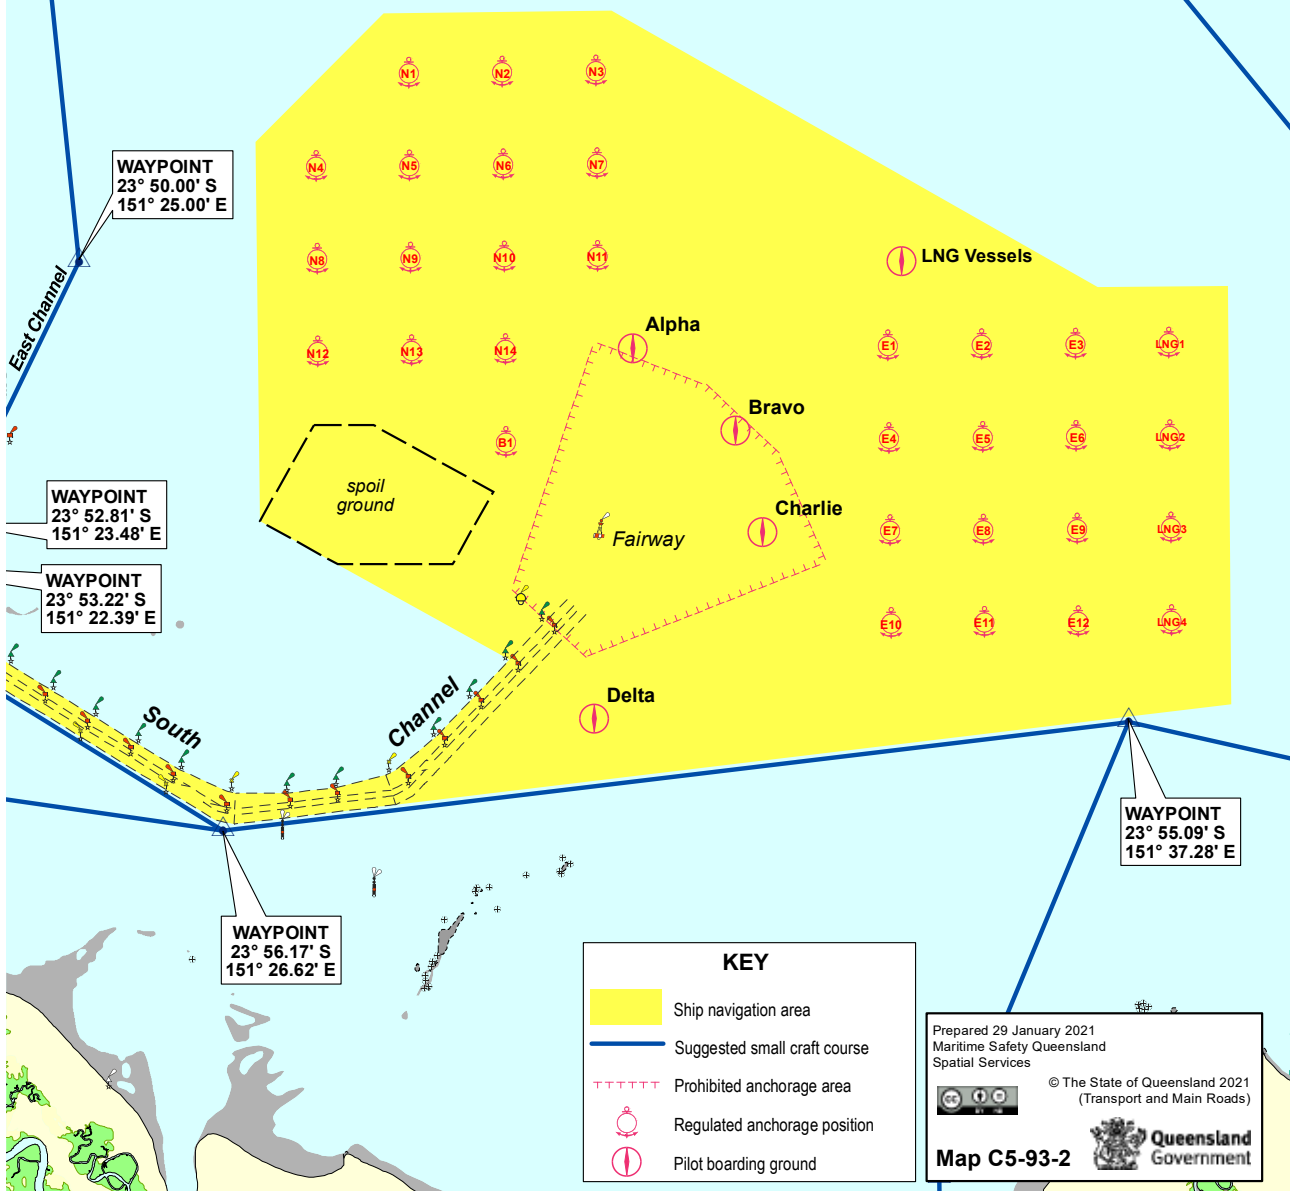 N1 N2 N3
N4 N5 N6 N7
WAYPOINT
23° 50.00' S
151° 25.00' E
N8 N9 N10 N11
LNG Vessels
East Channel
Alpha
N12 N13 N14
E1 E2 E3 LNG1
Bravo
B1
E4 E5 E6 LNG2
spoil
ground
WAYPOINT
23° 52.81' S
151° 23.48' E
Charlie
Fairway
E7 E8 E9 LNG3
WAYPOINT
23° 53.22' S
151° 22.39' E
E10 E11 E12 LNG4
South Channel
Delta
WAYPOINT
23° 55.09' S
151° 37.28' E
WAYPOINT
23° 56.17' S
151° 26.62' E
KEY
Ship navigation area
Suggested small craft course
Prohibited anchorage area
Regulated anchorage position
Pilot boarding ground
Prepared 29 January 2021
Maritime Safety Queensland
Spatial Services
© The State of Queensland 2021
(Transport and Main Roads)
cc
Map C5-93-2
Queensland
Government